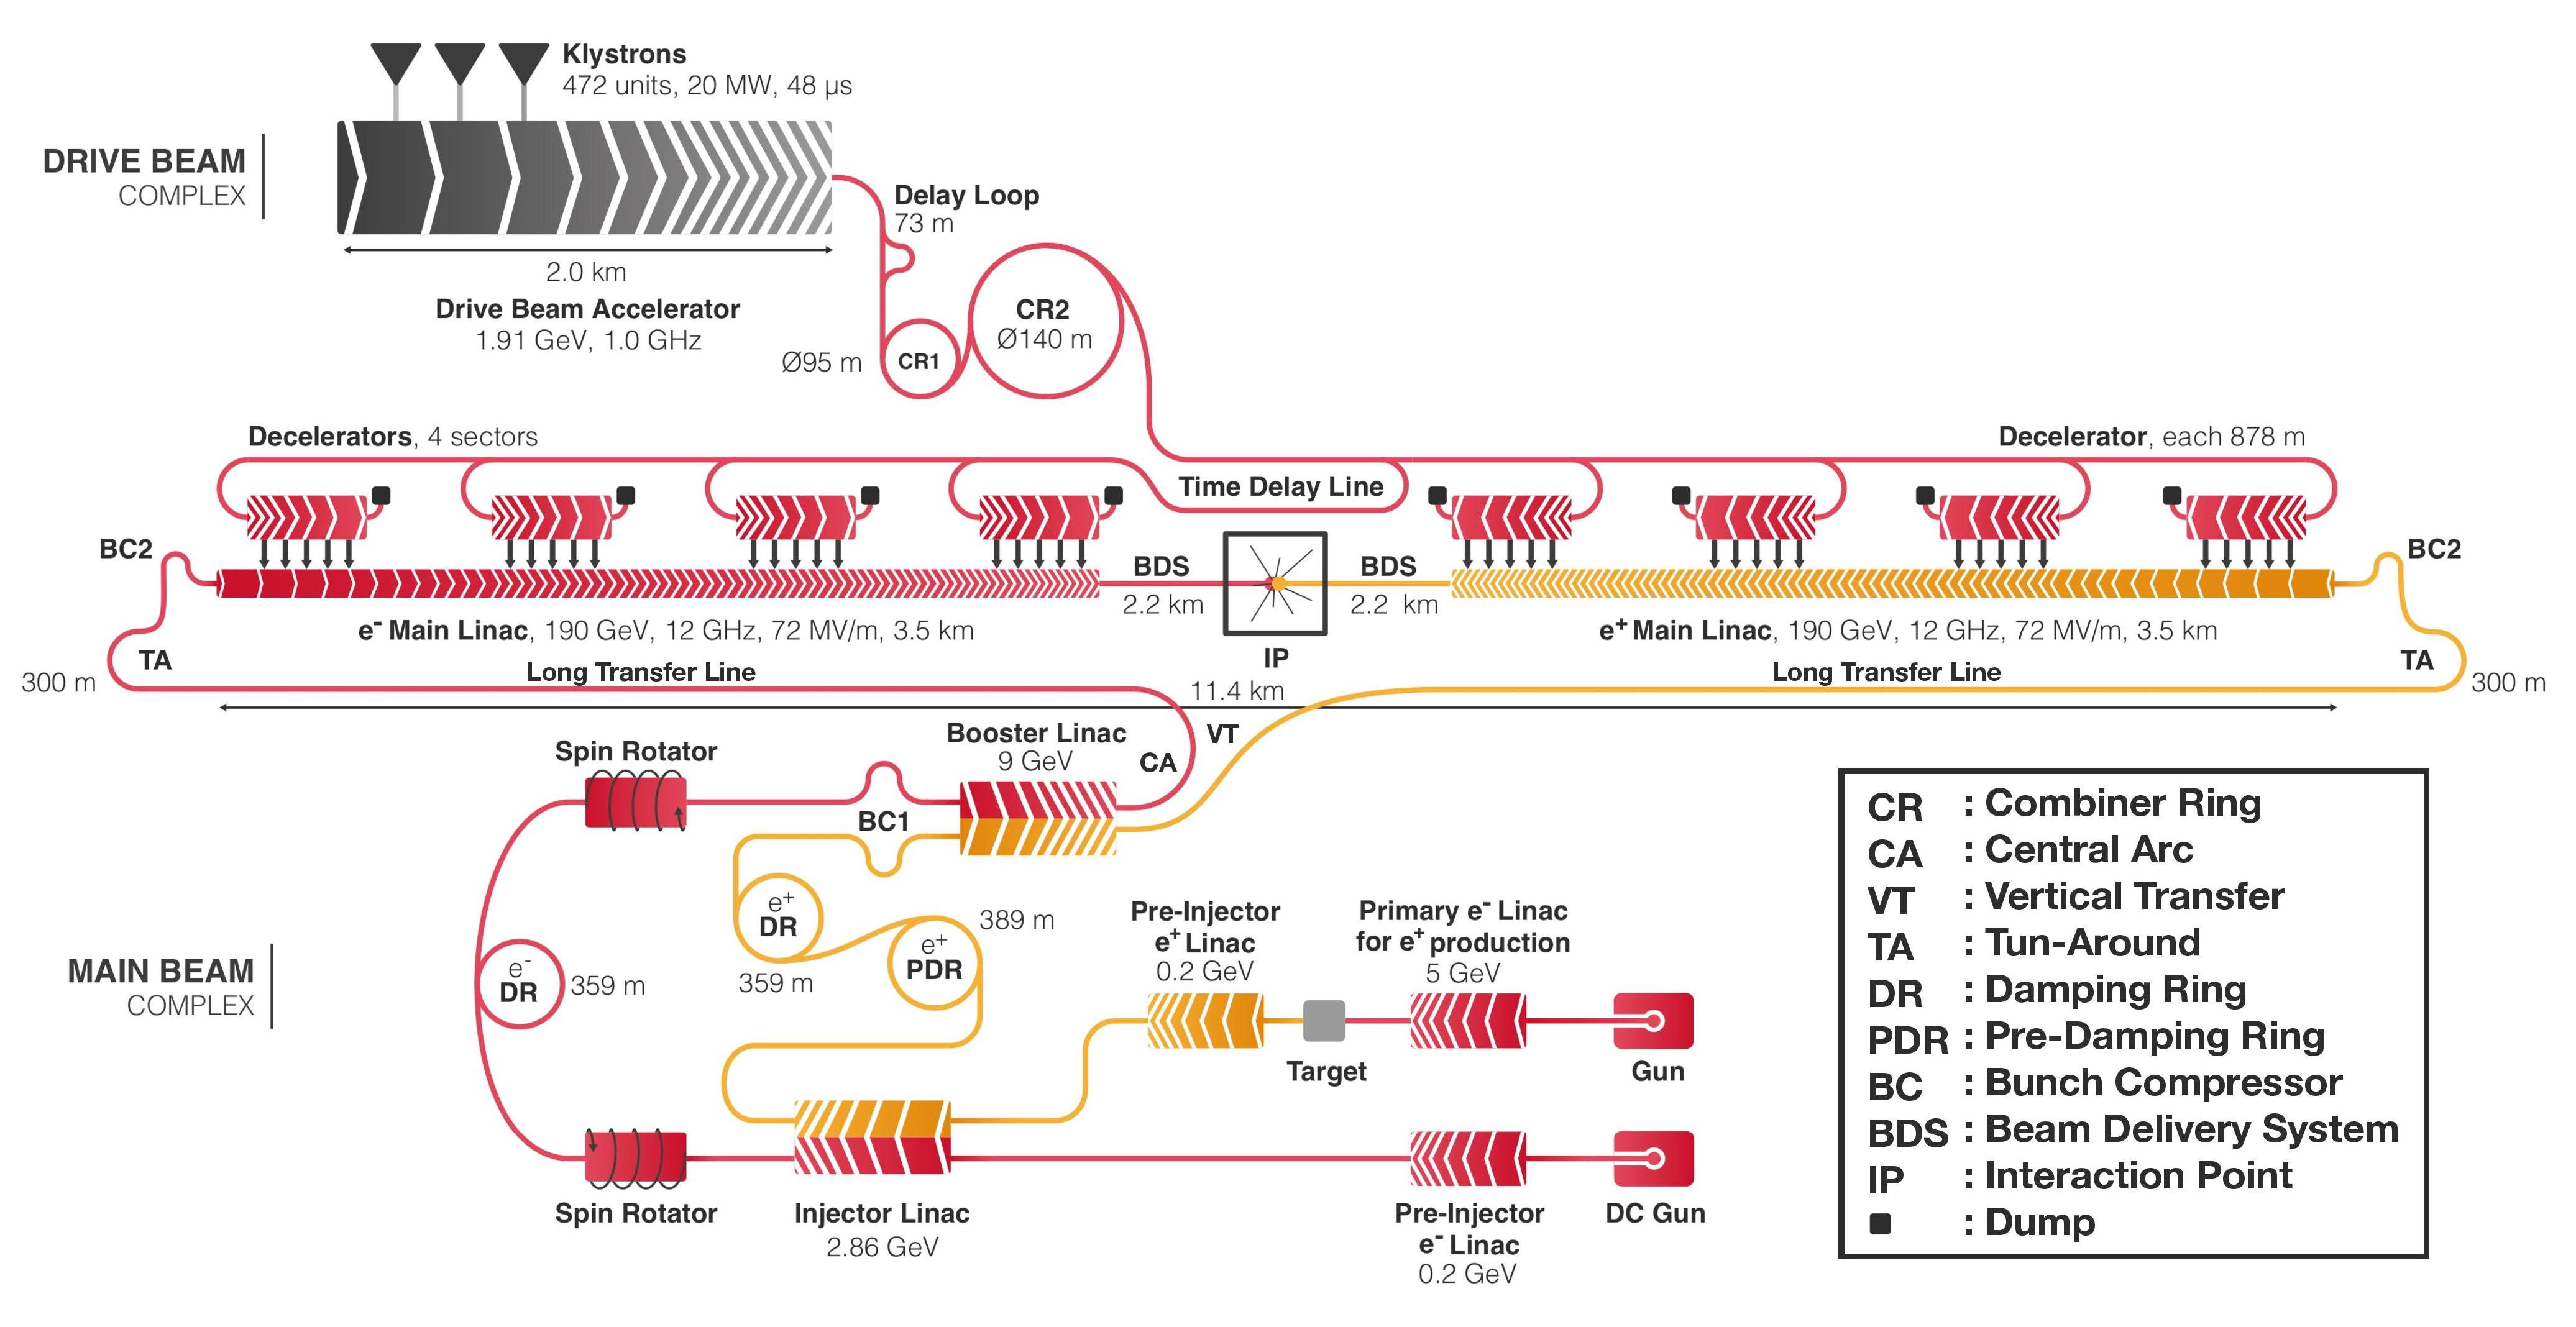 Klystrons
472 units, 20 MW, 48 µs
DRIVE BEAM
COMPLEX
2.0 km
Drive Beam Accelerator
1.91 GeV, 1.0 GHz
Delay Loop
73 m
CR2
Ø140 m
Ø95 m
CR1
Decelerators, 4 sectors
Decelerator, each 878 m
Time Delay Line
BC2
BDS
2.2 km
BDS
2.2 km
BC2
e- Main Linac, 190 GeV, 12 GHz, 72 MV/m, 3.5 km
e+ Main Linac, 190 GeV, 12 GHz, 72 MV/m, 3.5 km
IP
TA
300 m
Long Transfer Line
11.4 km
Long Transfer Line
TA
300 m
VT
CA
Booster Linac
9 GeV
Spin Rotator
BC1
MAIN BEAM
COMPLEX
e-
DR
359 m
e+
DR
359 m
e+
PDR
389 m
Pre-Injector
e+ Linac
0.2 GeV
Primary e- Linac
for e+ production
5 GeV
Target
Gun
Spin Rotator
Injector Linac
2.86 GeV
Pre-Injector
e- Linac
0.2 GeV
DC Gun
CR : Combiner Ring
CA : Central Arc
VT : Vertical Transfer
TA : Tun-Around
DR : Damping Ring
PDR : Pre-Damping Ring
BC : Bunch Compressor
BDS : Beam Delivery System
IP : Interaction Point
: Dump